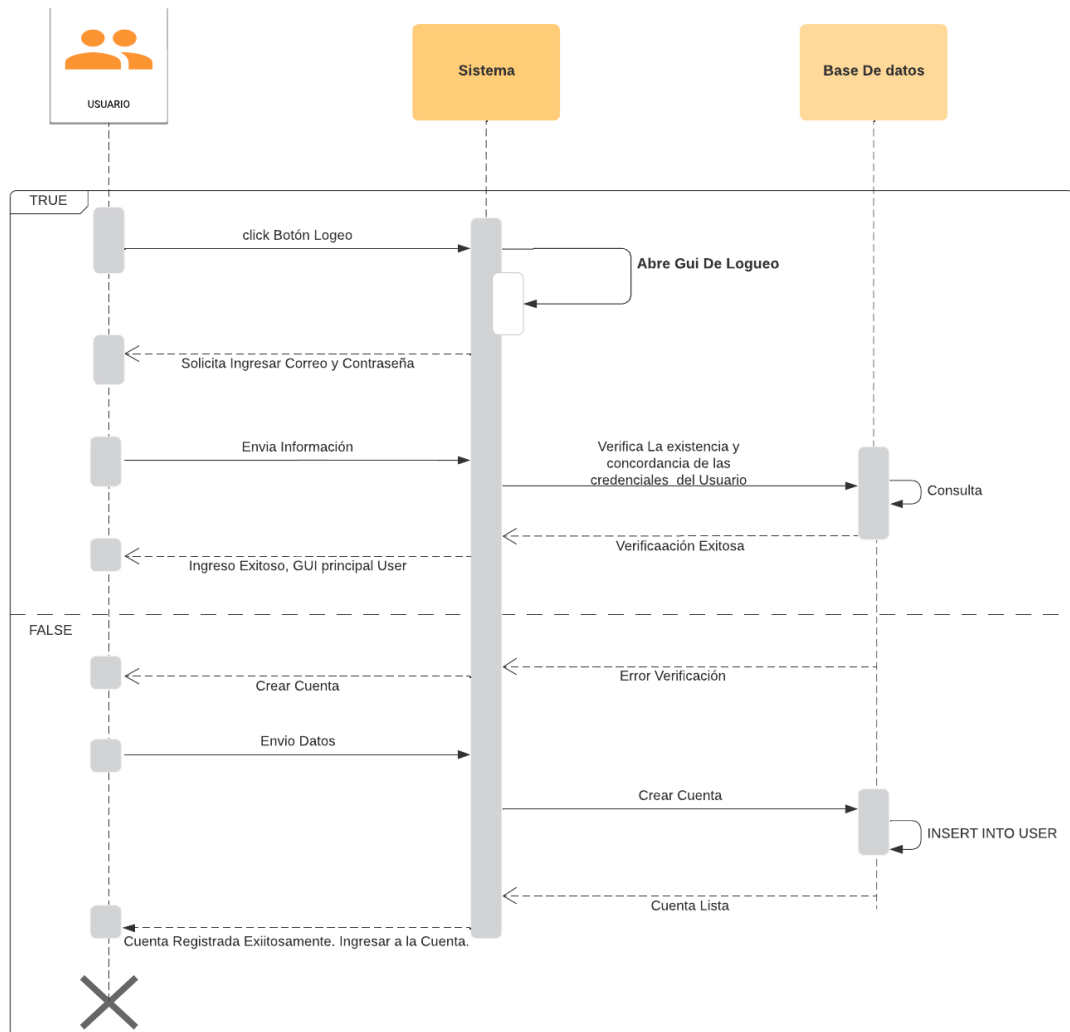 USUARIO
Sistema
Base De datos
TRUE
click Botón Logeo
Abre Gui De Logueo
Solicita Ingresar Correo y Contraseña
Envia Información
Verifica La existencia y
concordancia de las
credenciales del Usuario
Consulta
Verificaación Exitosa
Ingreso Exitoso, GUI principal User
FALSE
Error Verificación
Crear Cuenta
Envio Datos
Crear Cuenta
INSERT INTO USER
Cuenta Lista
Cuenta Registrada Exiitosamente. Ingresar a la Cuenta.